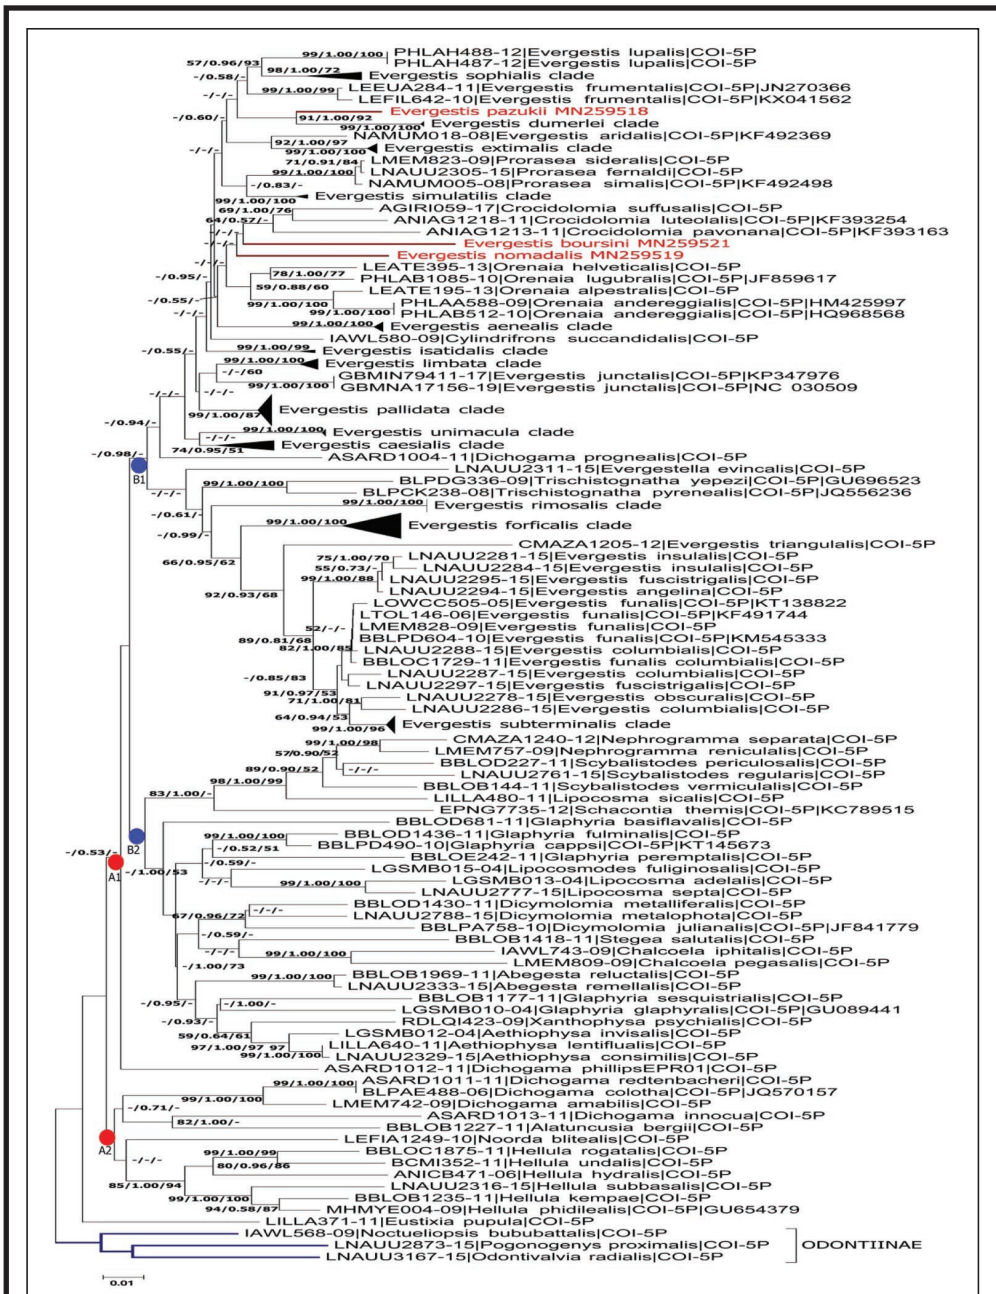 99/1.00/100
PHLAH488-12|Evergestis lupalis|COI-5P
57/0.96/93
PHLAH487-12|Evergestis lupalis|COI-5P
98/1.00/72
Evergestis sophialis clade
-/0.58/-
LEEUA284-11|Evergestis frumentalis|COI-5P|JN270366
99/1.00/99
LEFIL642-10|Evergestis frumentalis|COI-5P|KX041562
-/-/-
Evergestis pazukii MN259518
-/0.60/-
91/1.00/92
Evergestis dumerlei clade
99/1.00/100
NAMUM018-08|Evergestis aridalis|COI-5P|KF492369
92/1.00/97
Evergestis extimalis clade
99/1.00/100
-/-/-
71/0.91/84
LMEM823-09|Prorasea sideralis|COI-5P
99/1.00/100
LNAUU2305-15|Prorasea fernaldi|COI-5P
-/0.83/-
NAMUM005-08|Prorasea simalis|COI-5P|KF492498
Evergestis simulatilis clade
99/1.00/100
69/1.00/76
AGIRI059-17|Crocidolomia suffusalis|COI-5P
64/0.57/-
ANIAG1218-11|Crocidolomia luteolalis|COI-5P|KF393254
-/-/-
ANIAG1213-11|Crocidolomia pavonana|COI-5P|KF393163
-/-/-
Evergestis boursini MN259521
Evergestis nomadalis MN259519
LEATE395-13|Orenaia helveticalis|COI-5P
-/0.95/-
78/1.00/77
PHLAB1085-10|Orenaia lugubralis|COI-5P|JF859617
59/0.88/60
LEATE195-13|Orenaia alpestralis|COI-5P
-/0.55/-
99/1.00/100
PHLAA588-09|Orenaia andereggialis|COI-5P|HM425997
99/1.00/100
PHLAB512-10|Orenaia andereggialis|COI-5P|HQ968568
-/-/-
99/1.00/100
Evergestis aenealis clade
IAWL580-09|Cylindrifrons succandidalis|COI-5P
-/0.55/-
99/1.00/99
Evergestis isatidalis clade
99/1.00/100
Evergestis limbata clade
-/-/60
GBMIN79411-17|Evergestis junctalis|COI-5P|KP347976
99/1.00/100
GBMNA17156-19|Evergestis junctalis|COI-5P|NC 030509
-/-/-
-/-/-
Evergestis pallidata clade
99/1.00/87
-/0.94/-
99/1.00/100
Evergestis unimacula clade
-/-/-
Evergestis caesialis clade
74/0.95/51
-/0.98/-
ASARD1004-11|Dichogama prognealis|COI-5P
B1
LNAUU2311-15|Evergestella evincalis|COI-5P
99/1.00/100
BLPDG336-09|Trischistognatha yepezi|COI-5P|GU696523
-/-/-
BLPCK238-08|Trischistognatha pyrenealis|COI-5P|JQ556236
99/1.00/100
Evergestis rimosalis clade
-/0.61/-
99/1.00/100
Evergestis forficalis clade
-/0.99/-
CMAZA1205-12|Evergestis triangulalis|COI-5P
66/0.95/62
75/1.00/70
LNAUU2281-15|Evergestis insulalis|COI-5P
55/0.73/-
LNAUU2284-15|Evergestis insulalis|COI-5P
99/1.00/88
LNAUU2295-15|Evergestis fuscistrigalis|COI-5P
LNAUU2294-15|Evergestis angelina|COI-5P
92/0.93/68
LOWCC505-05|Evergestis funalis|COI-5P|KT138822
LTOL146-06|Evergestis funalis|COI-5P|KF491744
52/-/-
LMEM828-09|Evergestis funalis|COI-5P
89/0.81/68
BBLPD604-10|Evergestis funalis|COI-5P|KM545333
82/1.00/85
LNAUU2288-15|Evergestis columbialis|COI-5P
BBLOC1729-11|Evergestis funalis columbialis|COI-5P
-/0.85/83
LNAUU2287-15|Evergestis columbialis|COI-5P
LNAUU2297-15|Evergestis fuscistrigalis|COI-5P
91/0.97/53
LNAUU2278-15|Evergestis obscuralis|COI-5P
71/1.00/81
LNAUU2286-15|Evergestis columbialis|COI-5P
64/0.94/53
Evergestis subterminalis clade
99/1.00/96
CMAZA1240-12|Nephrogramma separata|COI-5P
99/1.00/98
LMEM757-09|Nephrogramma reniculalis|COI-5P
57/0.90/52
BBLOD227-11|Scybalistodes periculosalis|COI-5P
89/0.90/52
-/-/-
LNAUU2761-15|Scybalistodes regularis|COI-5P
98/1.00/99
BBLOB144-11|Scybalistodes vermiculalis|COI-5P
83/1.00/-
LILLA480-11|Lipocosma sicalis|COI-5P
EPNG7735-12|Schacontia themis|COI-5P|KC789515
BBLOD681-11|Glaphyria basiflavalis|COI-5P
B2
99/1.00/100
BBLOD1436-11|Glaphyria fulminalis|COI-5P
-/0.52/51
BBLPD490-10|Glaphyria cappsi|COI-5P|KT145673
-/0.53/-
-/0.59/-
BBLOE242-11|Glaphyria peremptalis|COI-5P
A1
-/1.00/53
LGSMB015-04|Lipocosmodes fuliginosalis|COI-5P
-/-/-
99/1.00/100
LGSMB013-04|Lipocosma adelalis|COI-5P
LNAUU2777-15|Lipocosma septa|COI-5P
BBLOD1430-11|Dicymolomia metalliferalis|COI-5P
67/0.96/72
-/-/-
LNAUU2788-15|Dicymolomia metalophota|COI-5P
BBLPA758-10|Dicymolomia julianalis|COI-5P|JF841779
-/0.59/-
BBLOB1418-11|Stegea salutalis|COI-5P
-/-/-
99/1.00/100
IAWL743-09|Chalcoela iphitalis|COI-5P
LMEM809-09|Chalcoela pegasalis|COI-5P
-/1.00/73
99/1.00/100
BBLOB1969-11|Abegesta reluctalis|COI-5P
LNAUU2333-15|Abegesta remellalis|COI-5P
-/0.95/-
-/1.00/-
BBLOB1177-11|Glaphyria sesquistrialis|COI-5P
LGSMB010-04|Glaphyria glaphyralis|COI-5P|GU089441
-/0.93/-
RDLQI423-09|Xanthophysa psychialis|COI-5P
59/0.64/61
LGSMB012-04|Aethiophysa invisalis|COI-5P
97/1.00/97 97
LILLA640-11|Aethiophysa lentiflualis|COI-5P
99/1.00/100
LNAUU2329-15|Aethiophysa consimilis|COI-5P
ASARD1012-11|Dichogama phillipsEPR01|COI-5P
99/1.00/100
ASARD1011-11|Dichogama redtenbacheri|COI-5P
BLPAE488-06|Dichogama colotha|COI-5P|JQ570157
99/1.00/100
LMEM742-09|Dichogama amabilis|COI-5P
-/0.71/-
ASARD1013-11|Dichogama innocua|COI-5P
82/1.00/-
BBLOB1227-11|Alatuncusia bergii|COI-5P
A2
LEFIA1249-10|Noorda blitealis|COI-5P
99/1.00/99
BBLOC1875-11|Hellula rogatalis|COI-5P
-/-/-
80/0.96/86
BCMI352-11|Hellula undalis|COI-5P
ANICB471-06|Hellula hydralis|COI-5P
85/1.00/94
LNAUU2316-15|Hellula subbasalis|COI-5P
99/1.00/100
BBLOB1235-11|Hellula kempae|COI-5P
94/0.58/87
MHMYE004-09|Hellula phidilealis|COI-5P|GU654379
LILLA371-11|Eustixia pupula|COI-5P
IAWL568-09|Noctueliopsis bububattalis|COI-5P
LNAUU2873-15|Pogonogenys proximalis|COI-5P
ODONTIINAE
LNAUU3167-15|Odontivalvia radialis|COI-5P
0.01